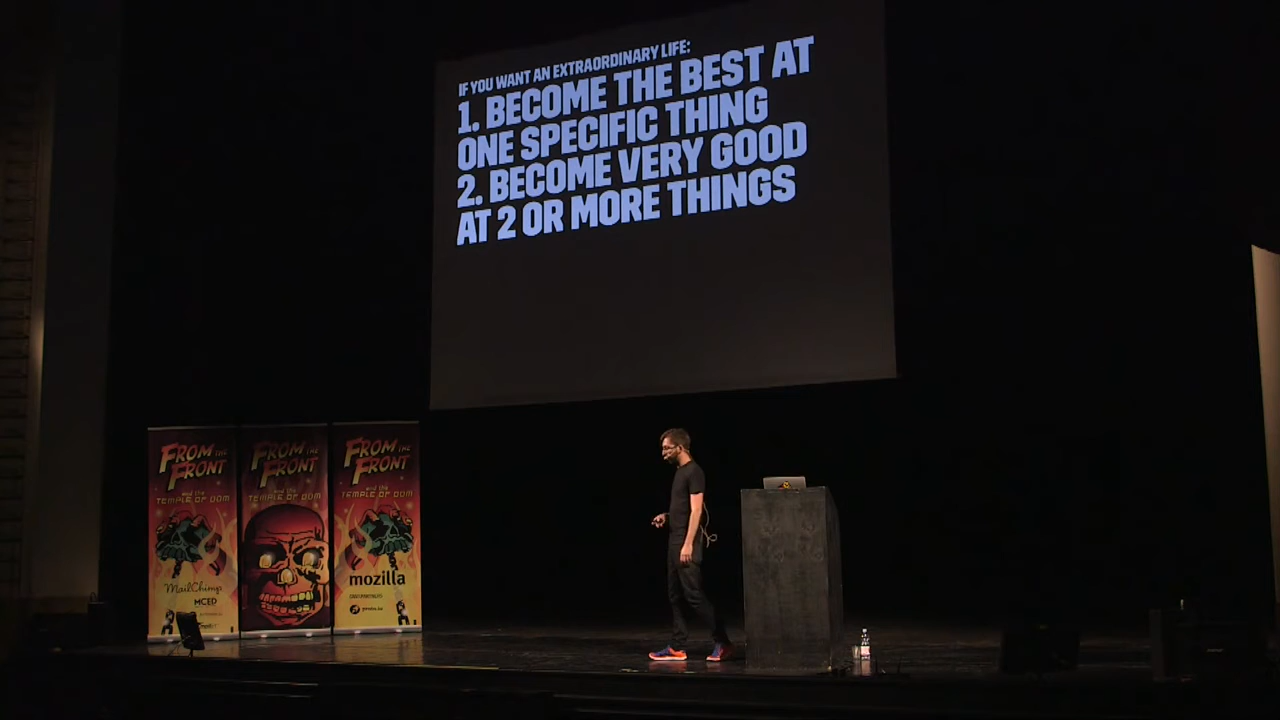 IF YOU WANT AN EXTRAORDINARY LIFE:
1. BECOME THE BEST AT
ONE SPECIFIC THING
2. BECOME VERY GOOD
AT 2 OR MORE THINGS
FROM THE
FRONT
and the
TEMPLE OF DOM
MailChimp
MCED
FROM THE
FRONT
and the
TEMPLE OF DOM
FROM THE
FRONT
and the
TEMPLE OF DOM
mozilla